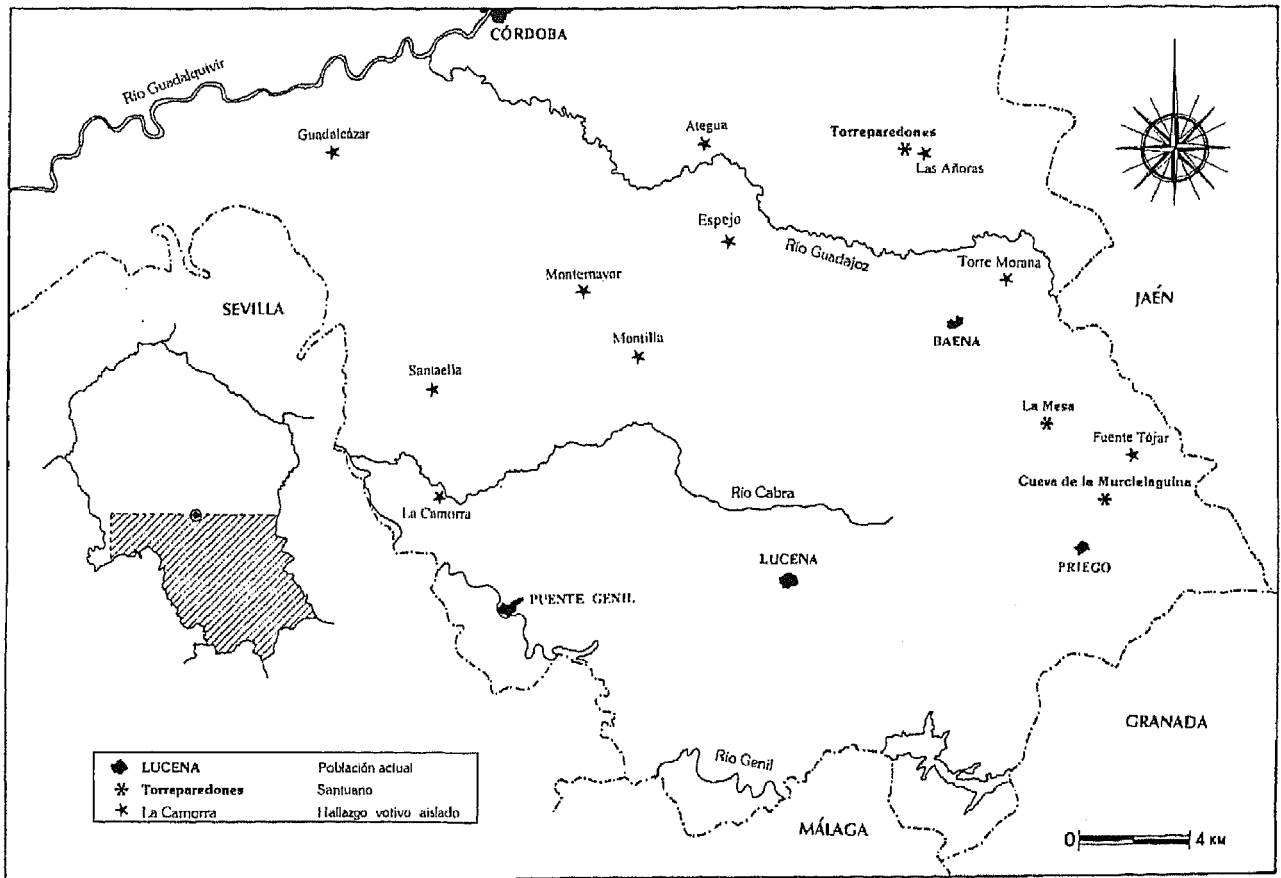 CÓRDOBA
Río Guadalquivir
Guadalcázar
Ategua
Torreparedones
Las Añoras
Espejo
Río Guadajoz
Torre Morana
Montemayor
JAÉN
SEVILLA
BAENA
Montilla
Santaella
La Mesa
Fuente Tójar
Cueva de la Murcielaguina
Río Cabra
La Camorra
LUCENA
PRIEGO
PUENTE GENIL
GRANADA
Río Genil
MÁLAGA
LUCENA Población actual
Torreparedones Santuano
La Camorra Hallazgo votivo aislado
0 4 KM